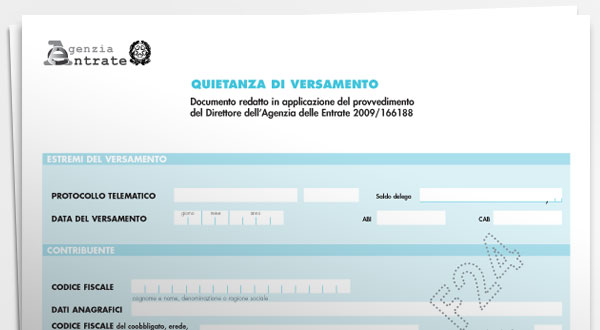 Agenzia
Entrate
QUIETANZA DI VERSAMENTO
Documento redatto in applicazione del provvedimento
del Direttore dell'Agenzia delle Entrate 2009/166188
ESTREMI DEL VERSAMENTO
PROTOCOLLO TELEMATICO Saldo delega ,
DATA DEL VERSAMENTO giorno mese anno ABI CAB
CONTRIBUENTE
CODICE FISCALE
cognome e nome, denominazione o ragione sociale
DATI ANAGRAFICI
CODICE FISCALE del coobbligato, erede,
F24